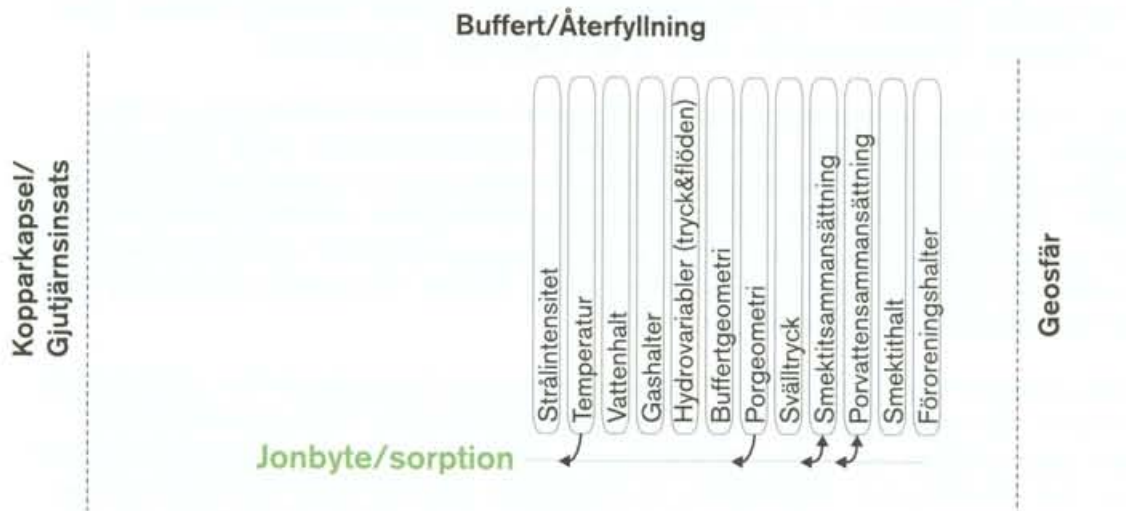 Buffert/Återfyllning
Kopparkapsel/
Gjutjärnsinsats
Strålintensitet
Temperatur
Vattenhalt
Gashalter
Hydrovariabler (tryck&flöden)
Buffertgeometri
Porgeometri
Svälltryck
Smektitsammansättning
Porvattensammansättning
Smektithalt
Föroreningshalter
Geosfär
Jonbyte/sorption